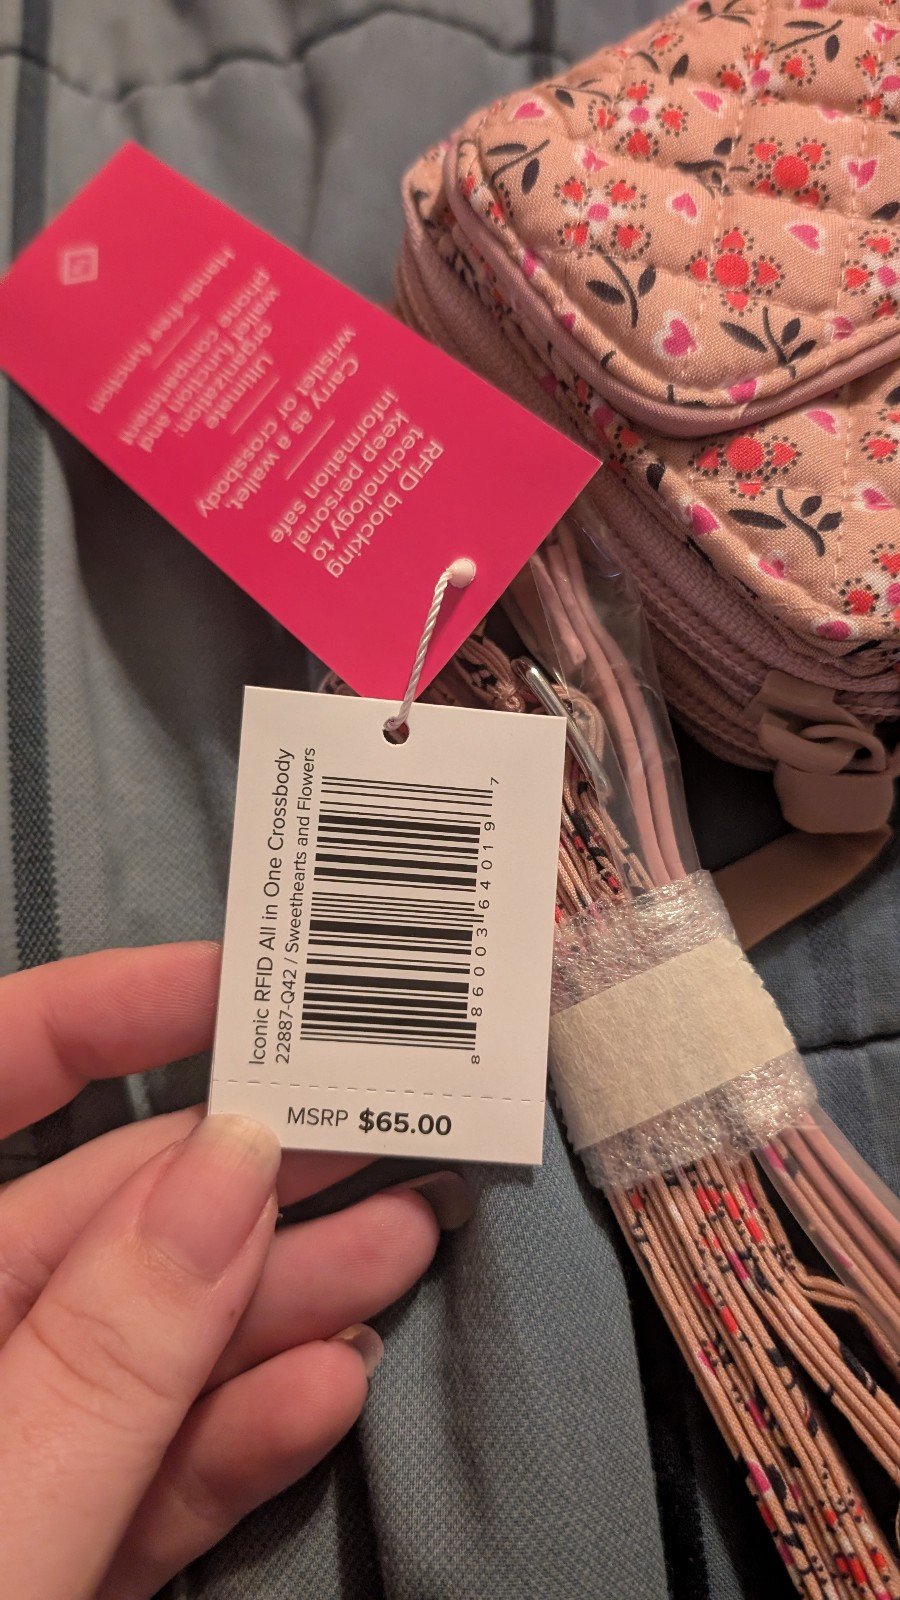 RFID blocking
technology to
keep personal
information safe
Carry as a wallet,
wristlet or crossbody
Ultimate
organization:
wallet function and
phone compartment
Hands-free function
Iconic RFID All in One Crossbody
22887-Q42 / Sweethearts and Flowers
8 86003 64019 7
MSRP $65.00